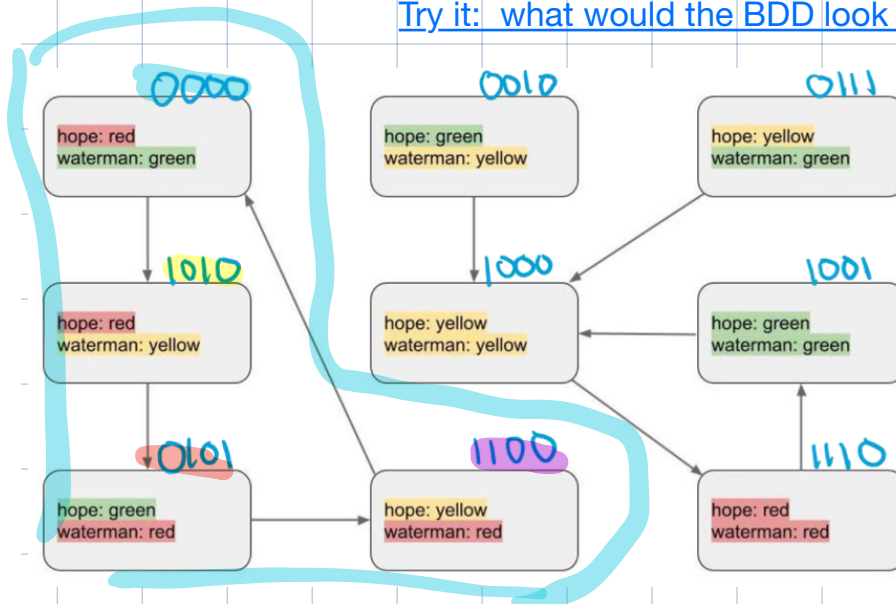 Try it: what would the BDD look
0000
hope: red
waterman: green
0010
hope: green
waterman: yellow
0111
hope: yellow
waterman: green
1010
hope: red
waterman: yellow
1000
hope: yellow
waterman: yellow
1001
hope: green
waterman: green
0101
hope: green
waterman: red
1100
hope: yellow
waterman: red
1110
hope: red
waterman: red